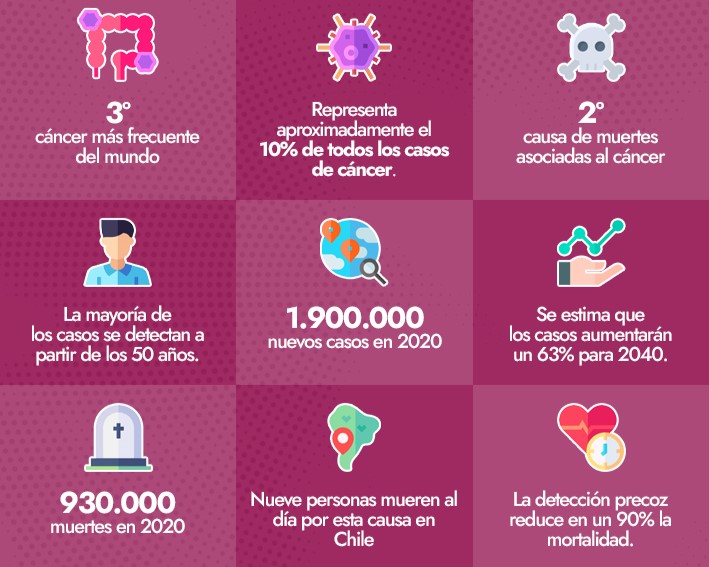 3°
cáncer más frecuente
del mundo
Representa
aproximadamente el
10% de todos los casos
de cáncer.
2°
causa de muertes
asociadas al cáncer
La mayoría de
los casos se detectan a
partir de los 50 años.
1.900.000
nuevos casos en 2020
Se estima que
los casos aumentarán
un 63% para 2040.
930.000
muertes en 2020
Nueve personas mueren al
día por esta causa en
Chile
La detección precoz
reduce en un 90% la
mortalidad.